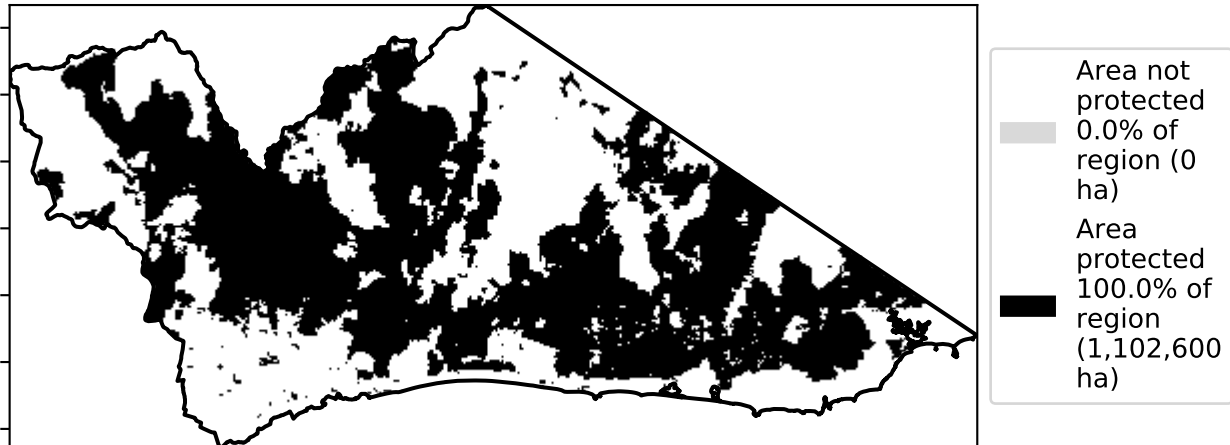 Area not
protected
0.0% of
region (0
ha)
Area
protected
100.0% of
region
(1,102,600
ha)